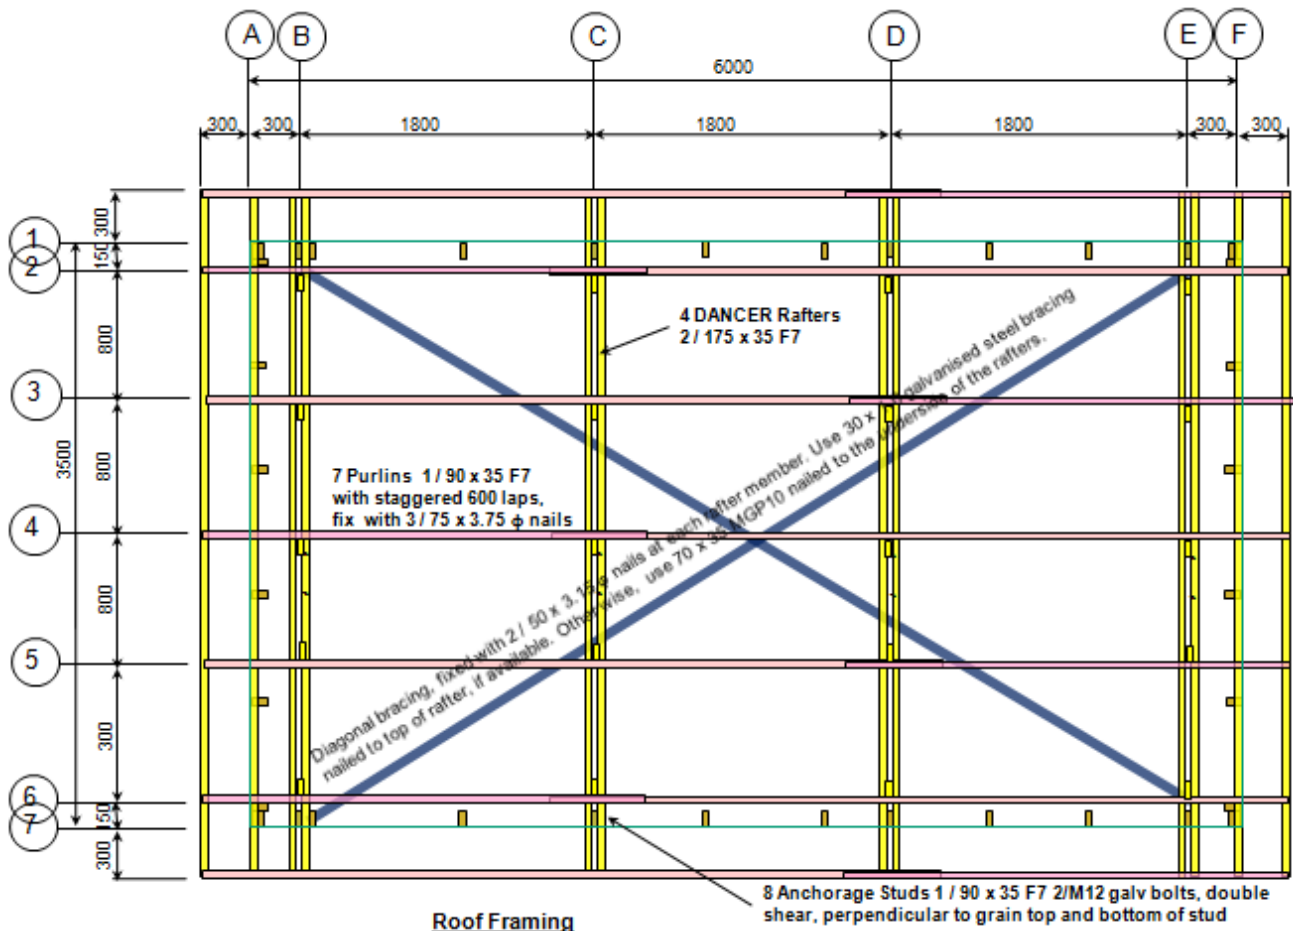 A B C D E F
6000
300 300 1800 1800 1800 300 300
1 300
150
2
800
4 DANCER Rafters
2 / 175 x 35 F7
3
800
3500
7 Purlins 1 / 90 x 35 F7
with staggered 600 laps,
fix with 3 / 75 x 3.75 ϕ nails
4
800
Diagonal bracing, fixed with 2 / 50 x 3.15 ϕ nails at each rafter member. Use 30 x galvanised steel bracing
nailed to top of rafter, if available. Otherwise, use 70 x 35 MGP10 nailed to the underside of the rafters.
5
300
6
150
7
300
8 Anchorage Studs 1 / 90 x 35 F7 2/M12 galv bolts, double
shear, perpendicular to grain top and bottom of stud
Roof Framing